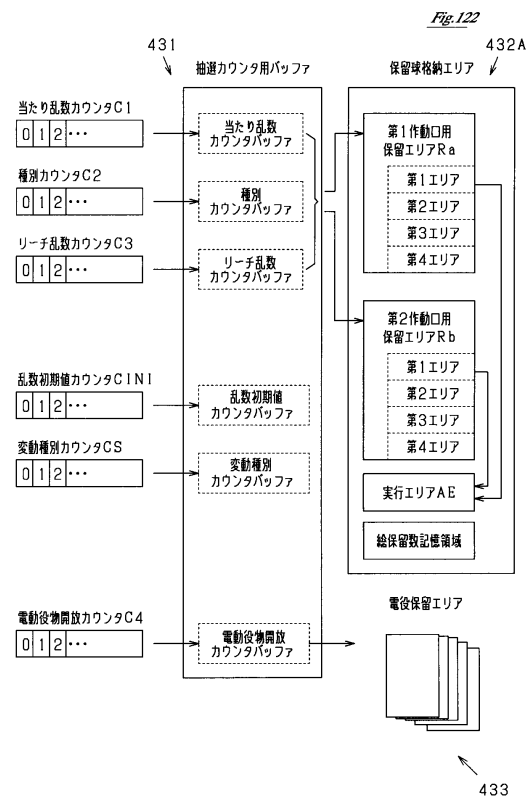 Fig.122
431
432A
抽選カウンタ用バッファ
保留球格納エリア
当たり乱数カウンタC1
0 1 2 ・・・
当たり乱数
カウンタバッファ
種別カウンタC2
0 1 2 ・・・
種別
カウンタバッファ
リーチ乱数カウンタC3
0 1 2 ・・・
リーチ乱数
カウンタバッファ
乱数初期値カウンタCINI
0 1 2 ・・・
乱数初期値
カウンタバッファ
変動種別カウンタCS
0 1 2 ・・・
変動種別
カウンタバッファ
電動役物開放カウンタC4
0 1 2 ・・・
電動役物開放
カウンタバッファ
第1作動口用
保留エリアRa
第1エリア
第2エリア
第3エリア
第4エリア
第2作動口用
保留エリアRb
第1エリア
第2エリア
第3エリア
第4エリア
実行エリアAE
総保留数記憶領域
電役保留エリア
433